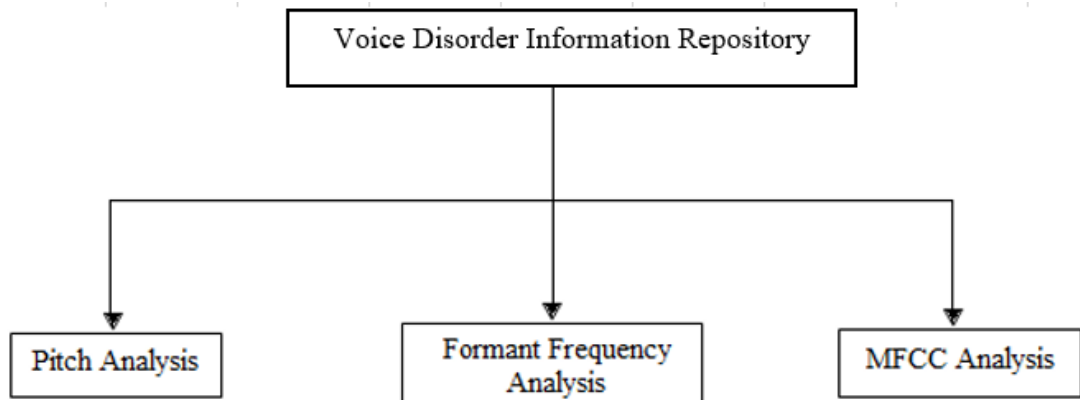 Voice Disorder Information Repository
Pitch Analysis
Formant Frequency
Analysis
MFCC Analysis